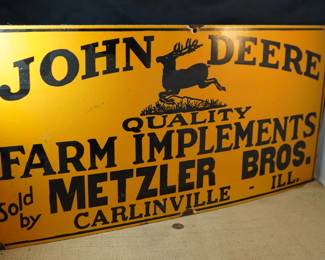 JOHN DEERE
QUALITY
FARM IMPLEMENTS
Sold by METZLER BROS.
CARLINVILLE - ILL.